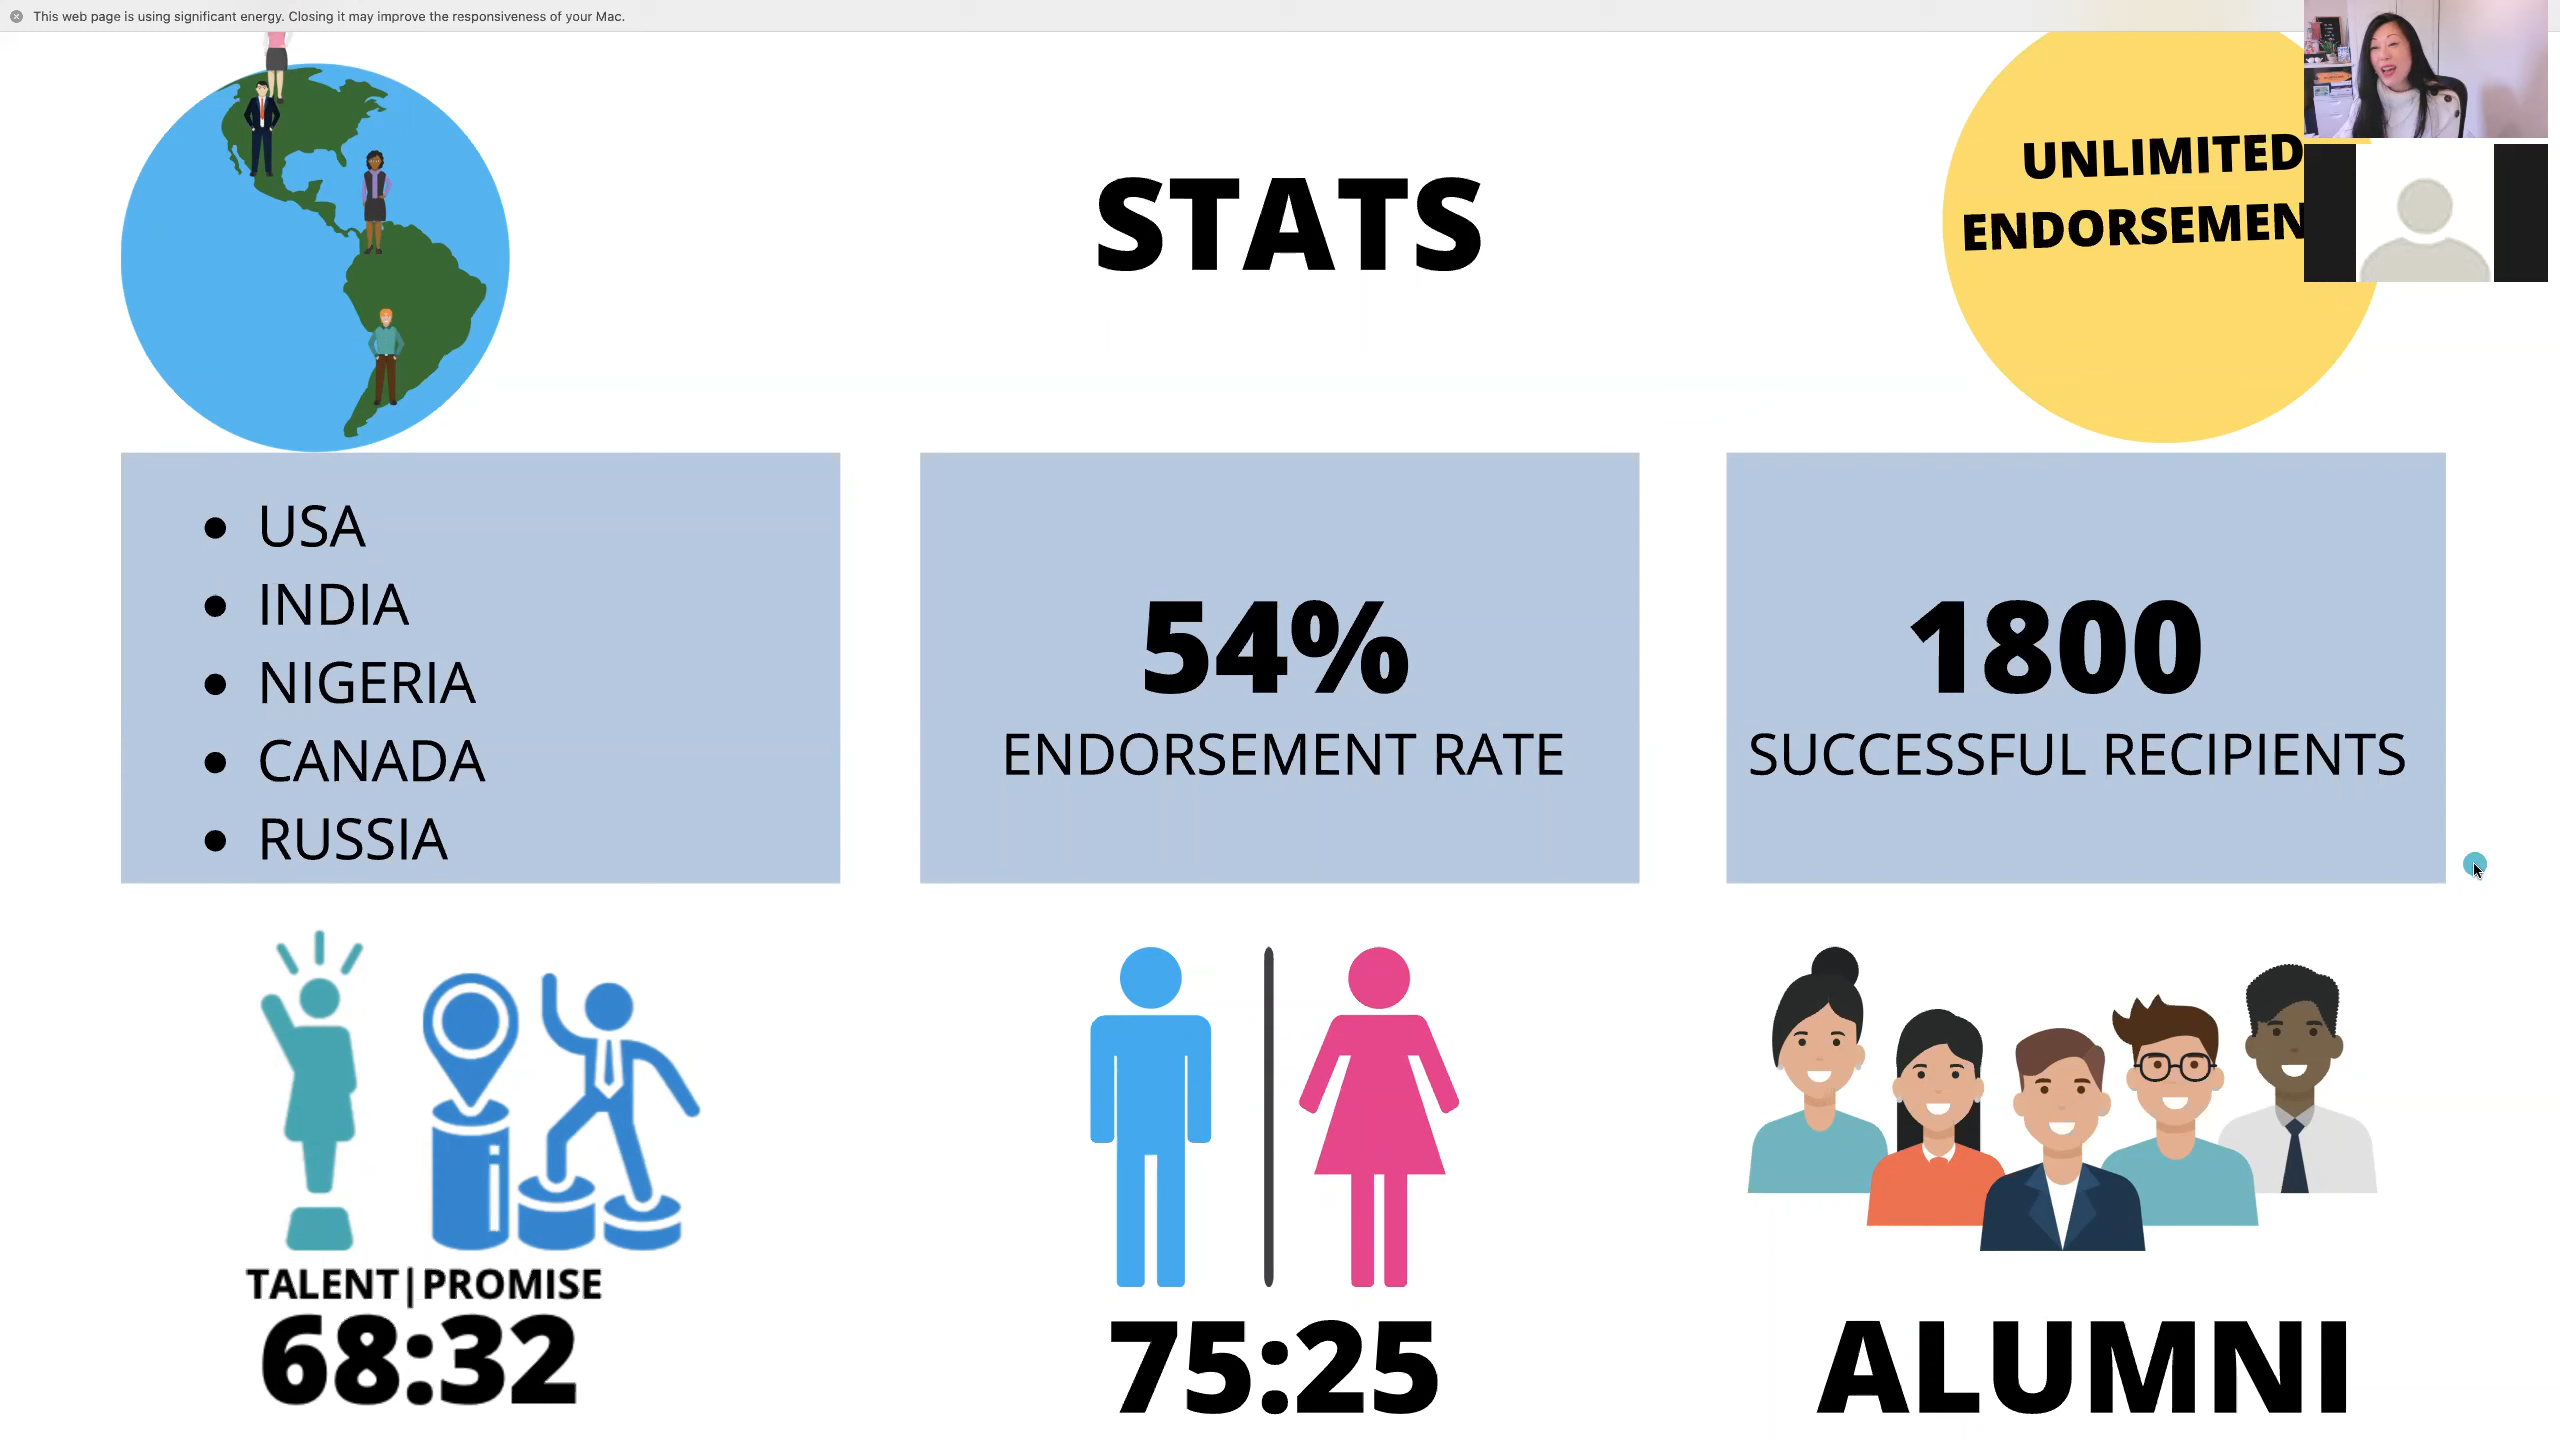 This web page is using significant energy. Closing it may improve the responsiveness of your Mac.
STATS
UNLIMITED
ENDORSEMEN
• USA
• INDIA
• NIGERIA
• CANADA
• RUSSIA
54%
ENDORSEMENT RATE
1800
SUCCESSFUL RECIPIENTS
TALENT|PROMISE
68:32
75:25
ALUMNI